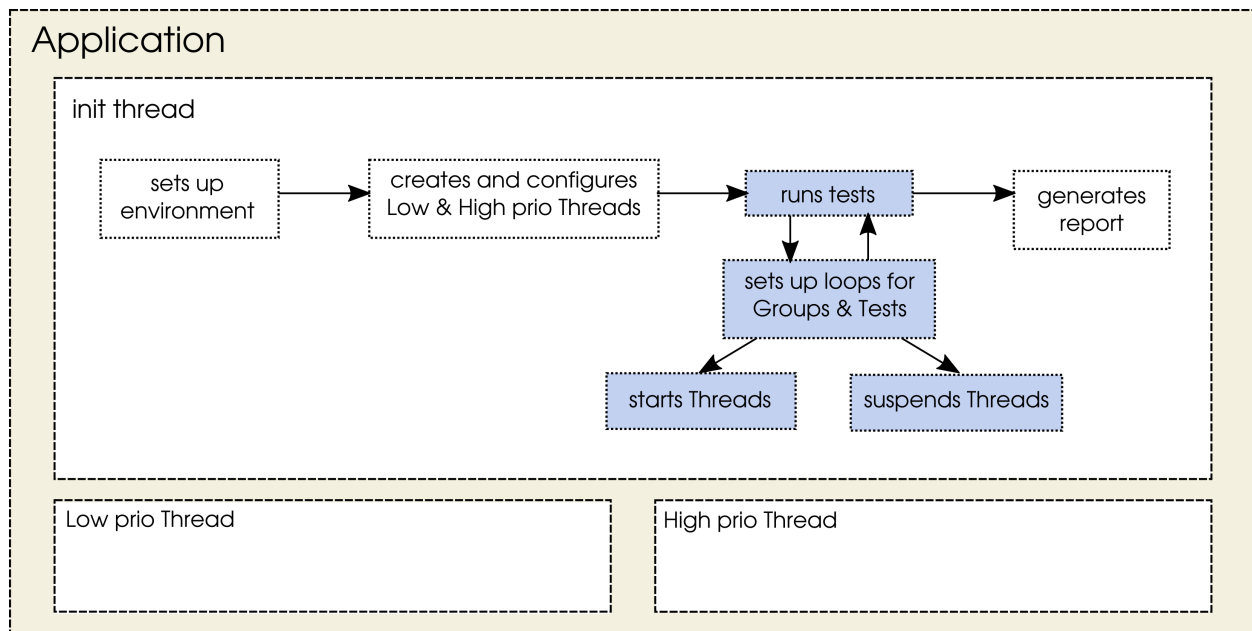 Application
init thread
sets up
environment
creates and configures
Low & High prio Threads
runs tests
generates
report
sets up loops for
Groups & Tests
starts Threads
suspends Threads
Low prio Thread
High prio Thread